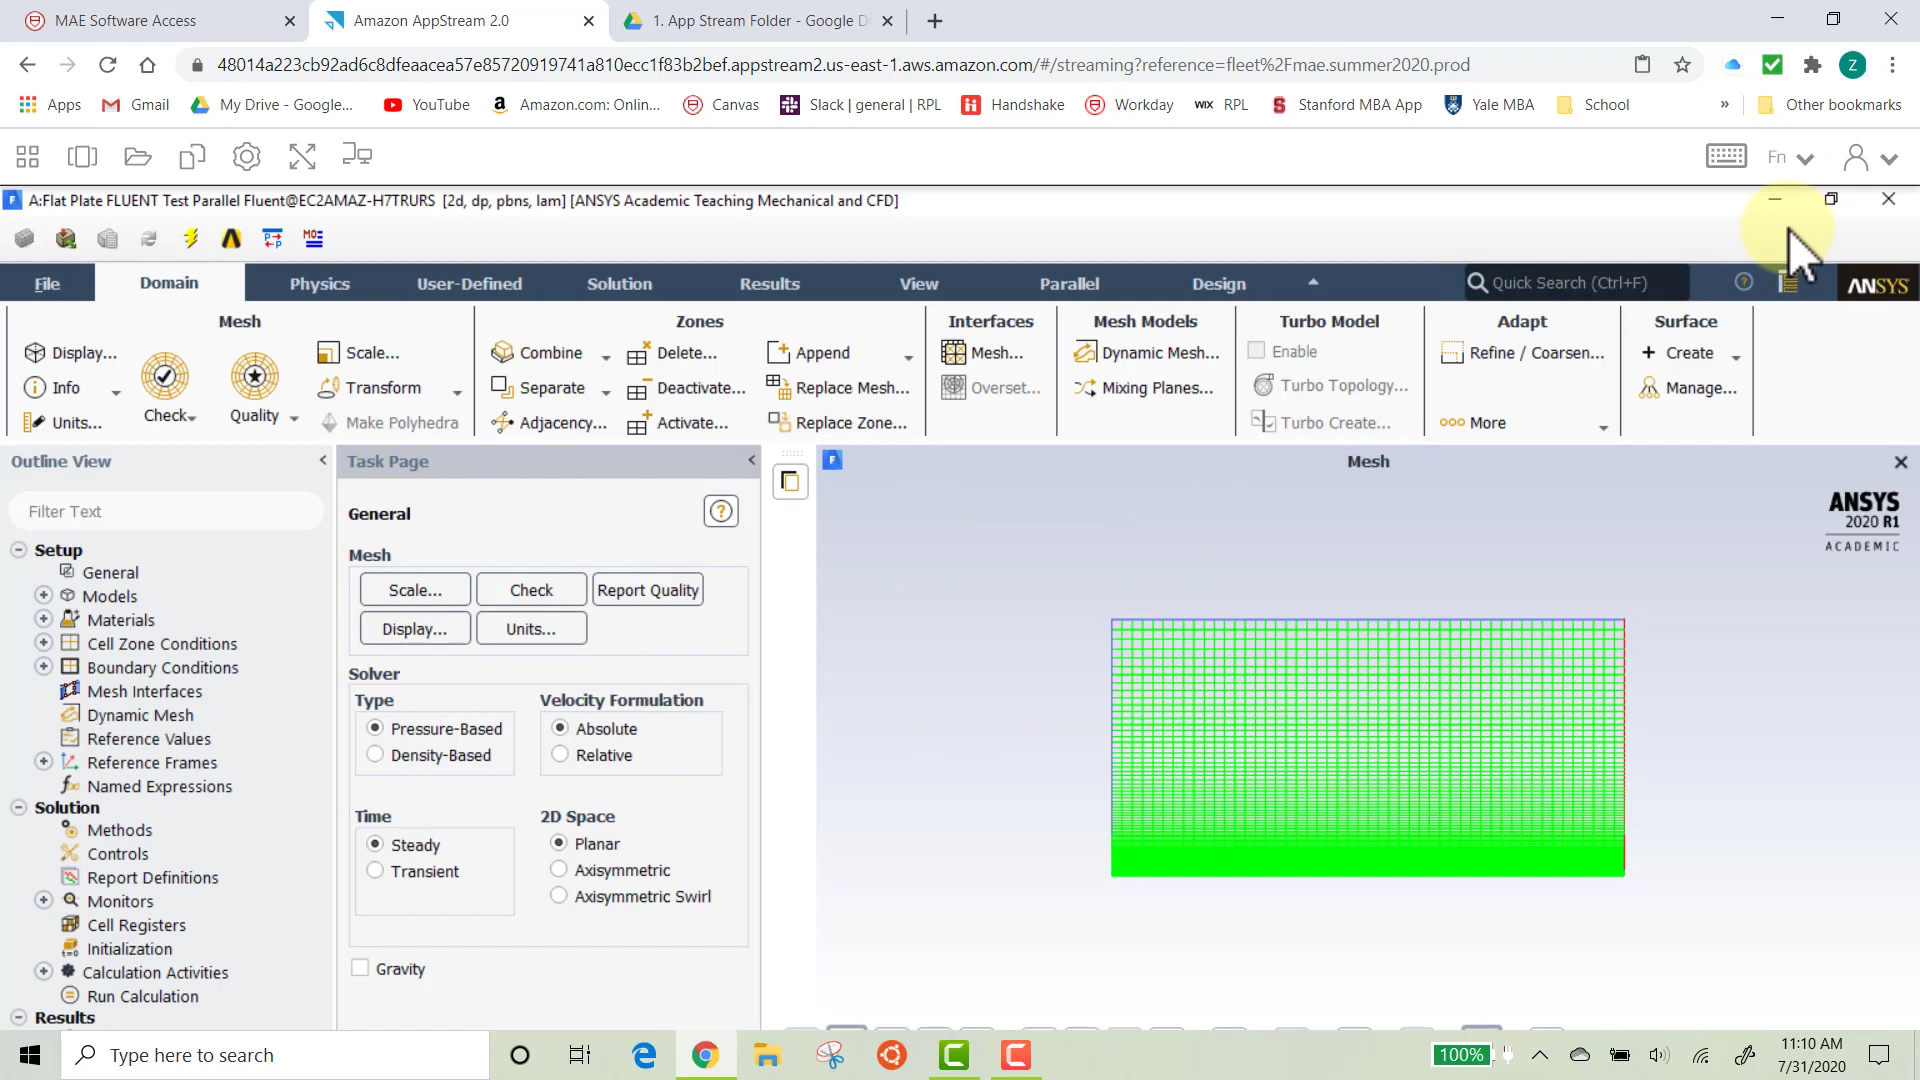 MAE Software Access
Amazon AppStream 2.0
1. App Stream Folder - Google D
48014a223cb92ad6c8dfeaacea57e85720919741a810ecc1f83b2bef.appstream2.us-east-1.aws.amazon.com/#/streaming?reference=fleet%2Fmae.summer2020.prod
Z
Apps
Gmail
My Drive - Google...
YouTube
Amazon.com: Onlin...
Canvas
Slack | general | RPL
Handshake
Workday
WIX RPL
Stanford MBA App
Yale MBA
School
»
Other bookmarks
Fn
A:Flat Plate FLUENT Test Parallel Fluent@EC2AMAZ-H7TRURS [2d, dp, pbns, lam] [ANSYS Academic Teaching Mechanical and CFD]
File
Domain
Physics
User-Defined
Solution
Results
View
Parallel
Design
Quick Search (Ctrl+F)
ANSYS
Mesh
Zones
Interfaces
Mesh Models
Turbo Model
Adapt
Surface
Display...
Scale...
Combine
Delete...
Append
Mesh...
Dynamic Mesh...
Enable
Refine / Coarsen...
+ Create
Info
Check
Quality
Transform
Separate
Deactivate...
Replace Mesh...
Overset...
Mixing Planes...
Turbo Topology...
Manage...
Units...
Make Polyhedra
Adjacency...
Activate...
Replace Zone...
Turbo Create...
More
Outline View
Task Page
Mesh
Filter Text
Setup
General
Models
Materials
Cell Zone Conditions
Boundary Conditions
Mesh Interfaces
Dynamic Mesh
Reference Values
Reference Frames
Named Expressions
Solution
Methods
Controls
Report Definitions
Monitors
Cell Registers
Initialization
Calculation Activities
Run Calculation
Results
General
Mesh
Scale...
Check
Report Quality
Display...
Units...
Solver
Type
Velocity Formulation
Pressure-Based
Absolute
Density-Based
Relative
Time
2D Space
Steady
Planar
Transient
Axisymmetric
Axisymmetric Swirl
Gravity
ANSYS
2020 R1
ACADEMIC
Type here to search
100%
11:10 AM
7/31/2020